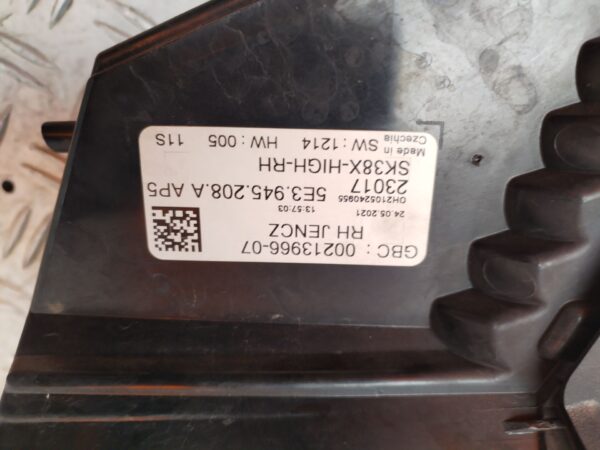 GBC : 00213966-07
RH JENCZ
24.05.2021 13:57:03
OH2105240955
23017 5E3.945.208.A AP5
SK38X-HIGH-RH
Made in Czechia SW : 1214 HW : 005 11S